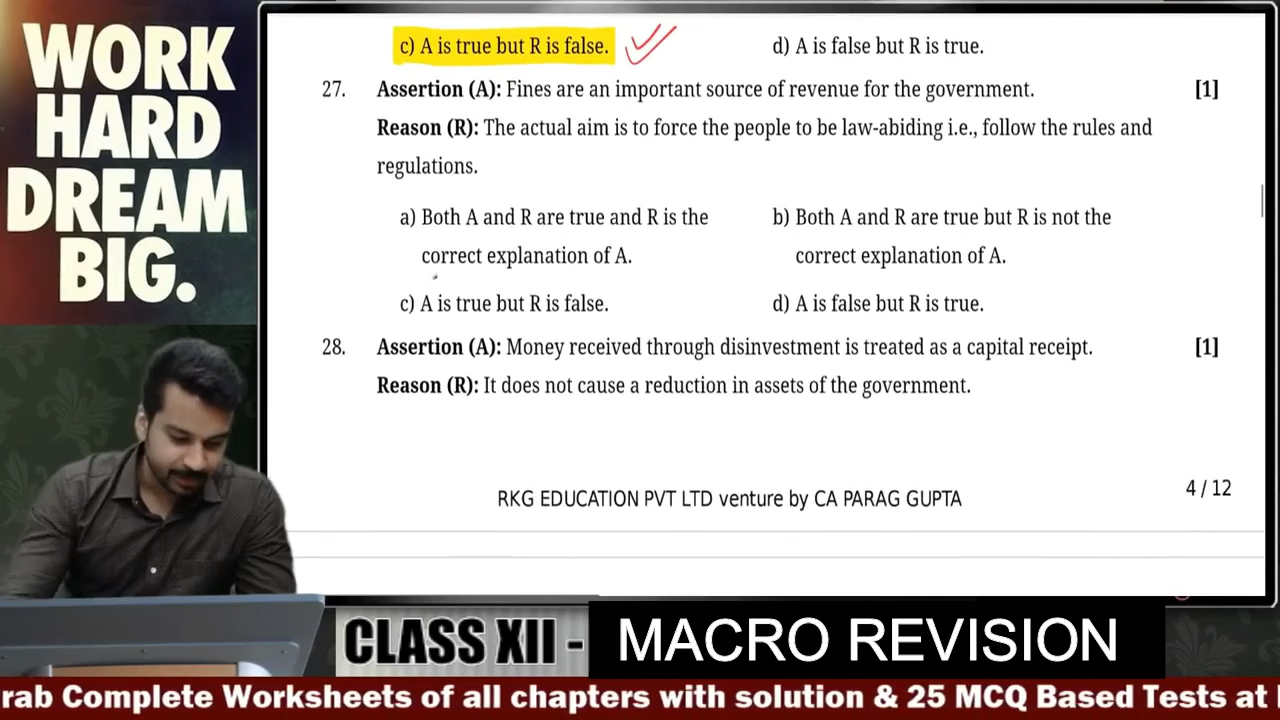 WORK
HARD
DREAM
BIG.
c) A is true but R is false.
d) A is false but R is true.
27. Assertion (A): Fines are an important source of revenue for the government. [1]
Reason (R): The actual aim is to force the people to be law-abiding i.e., follow the rules and
regulations.
a) Both A and R are true and R is the
correct explanation of A.
b) Both A and R are true but R is not the
correct explanation of A.
c) A is true but R is false.
d) A is false but R is true.
28. Assertion (A): Money received through disinvestment is treated as a capital receipt. [1]
Reason (R): It does not cause a reduction in assets of the government.
RKG EDUCATION PVT LTD venture by CA PARAG GUPTA
4 / 12
CLASS XII - MACRO REVISION
Complete Worksheets of all chapters with solution & 25 MCQ Based Tests at